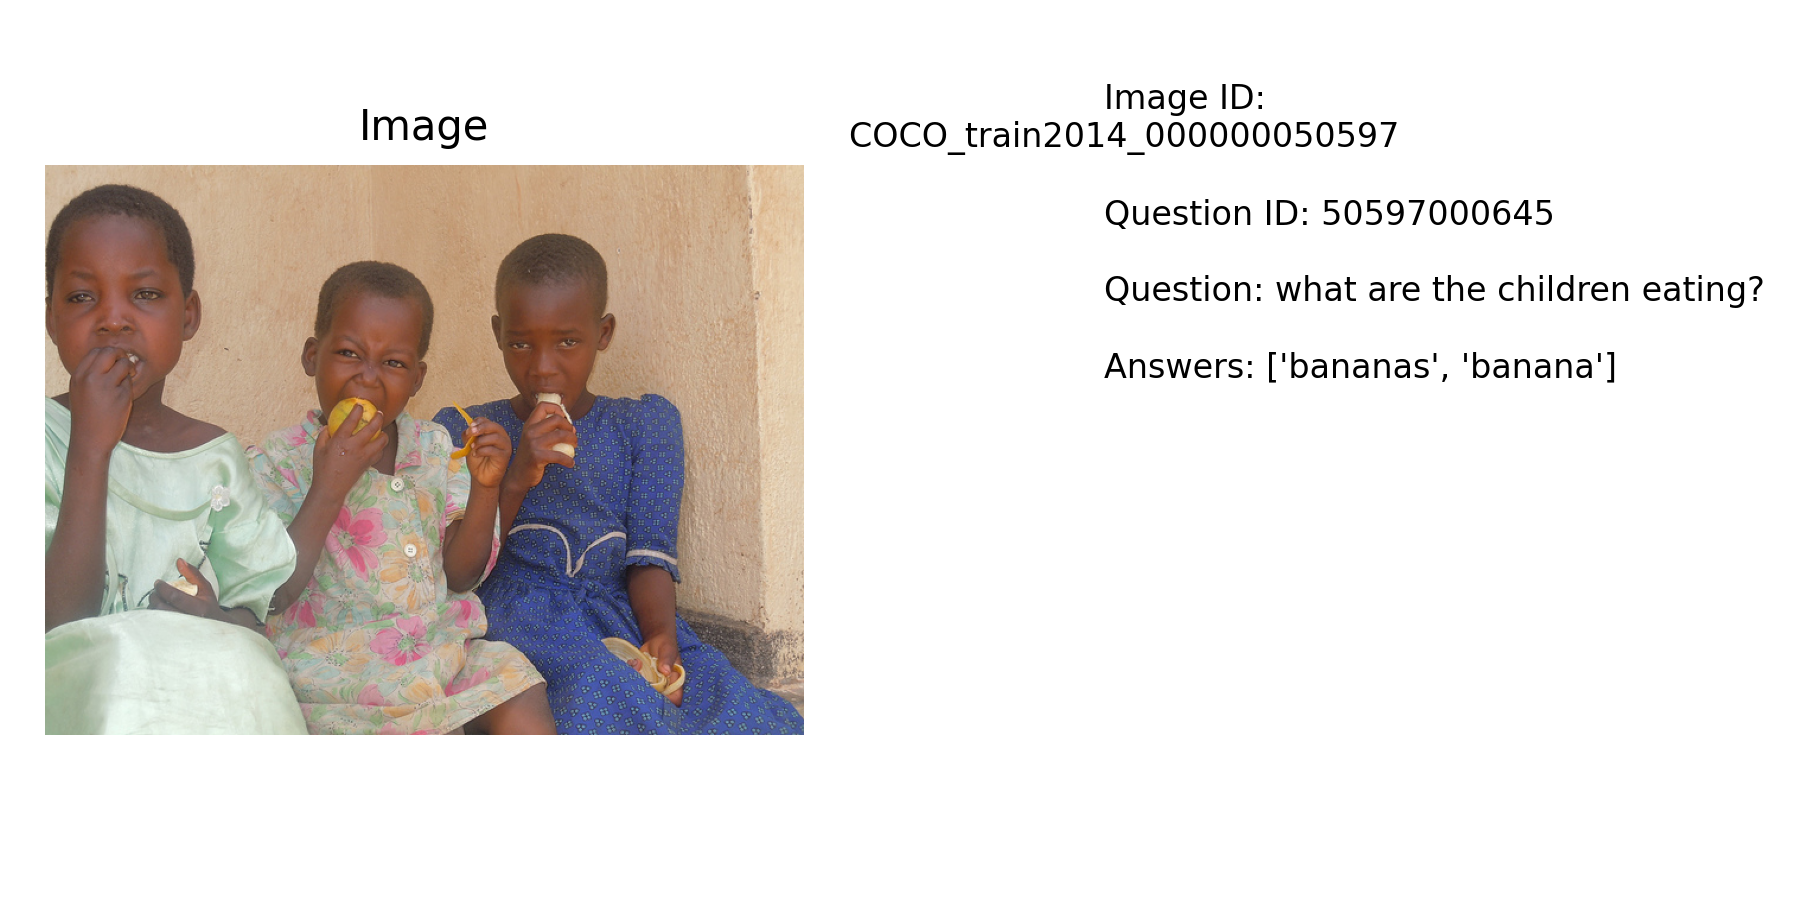 Image
Image ID:
COCO_train2014_000000050597
Question ID: 50597000645
Question: what are the children eating?
Answers: ['bananas', 'banana']